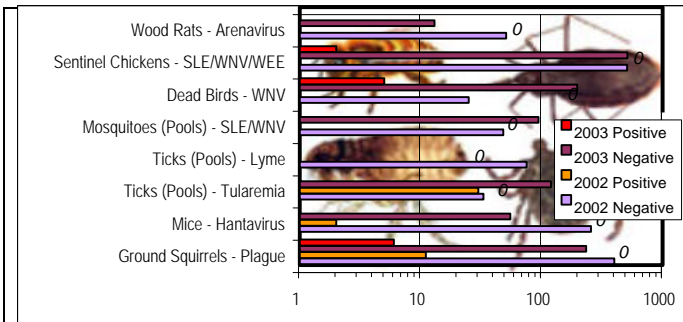 Wood Rats - Arenavirus
0
Sentinel Chickens - SLE/WNV/WEE
0
Dead Birds - WNV
0
Mosquitoes (Pools) - SLE/WNV
0
Ticks (Pools) - Lyme
0
Ticks (Pools) - Tularemia
0
Mice - Hantavirus
0
Ground Squirrels - Plague
0
2003 Positive
2003 Negative
2002 Positive
2002 Negative
1 10 100 1000